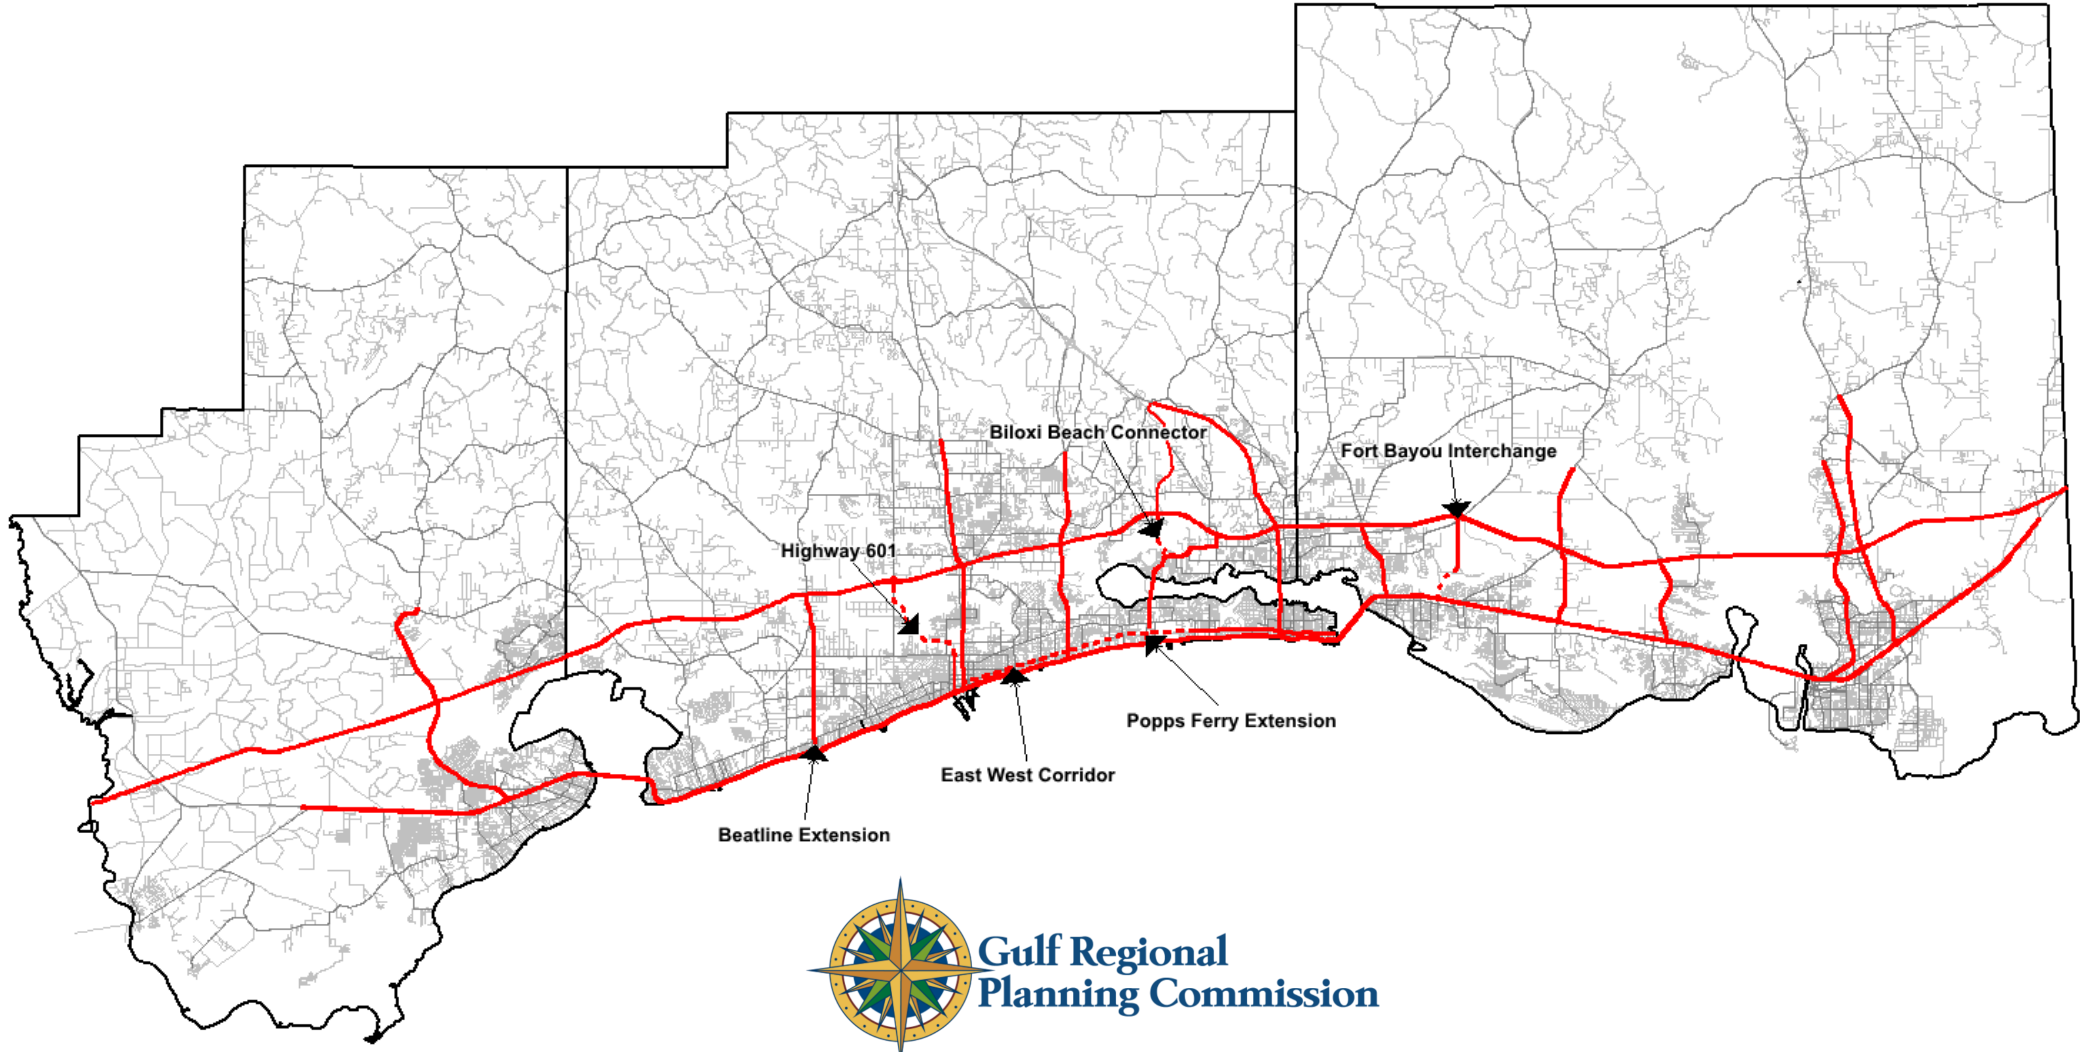 Biloxi Beach Connector
Fort Bayou Interchange
Highway 601
Popps Ferry Extension
East West Corridor
Beatline Extension
Gulf Regional
Planning Commission